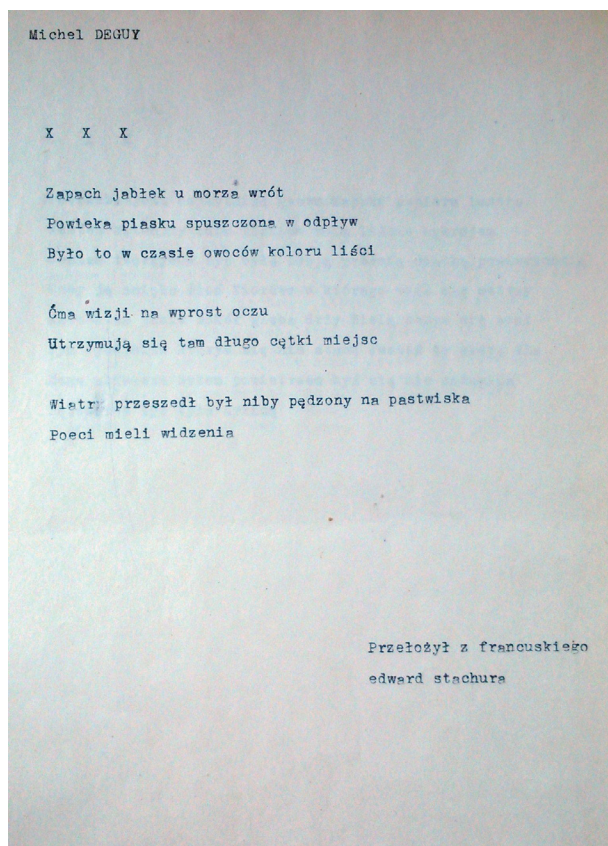 Michel DEGUY
X X X
Zapach jabłek u morza wrót
Powieka piasku spuszczona w odpływ
Było to w czasie owoców koloru liści
Ćma wizji na wprost oczu
Utrzymują się tam długo cętki miejsc
Wiatr przeszedł był niby pędzony na pastwiska
Poeci mieli widzenia
Przełożył z francuskiego
edward stachura